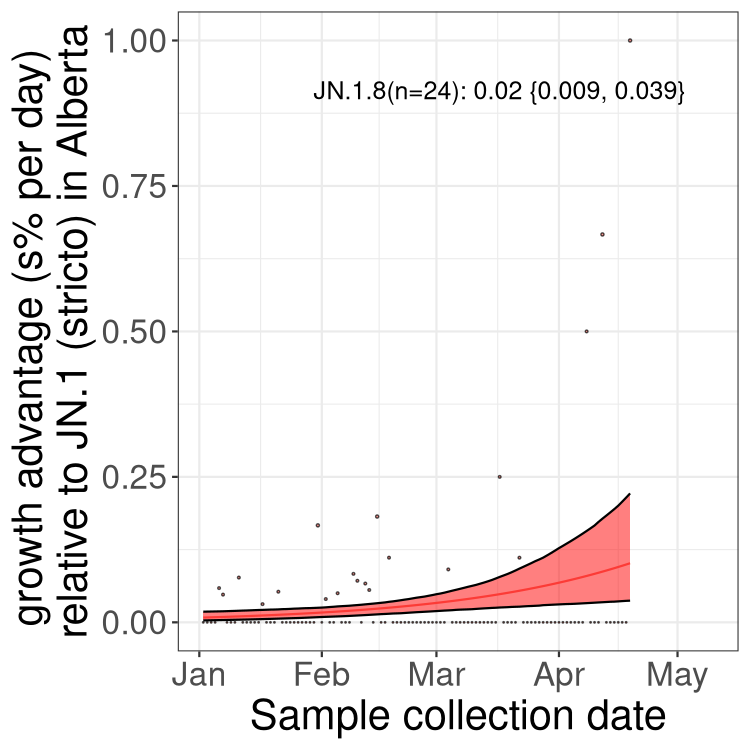 growth advantage (s% per day)
relative to JN.1 (stricto) in Alberta
1.00
0.75
0.50
0.25
0.00
JN.1.8(n=24): 0.02 {0.009, 0.039}
Jan Feb Mar Apr May
Sample collection date